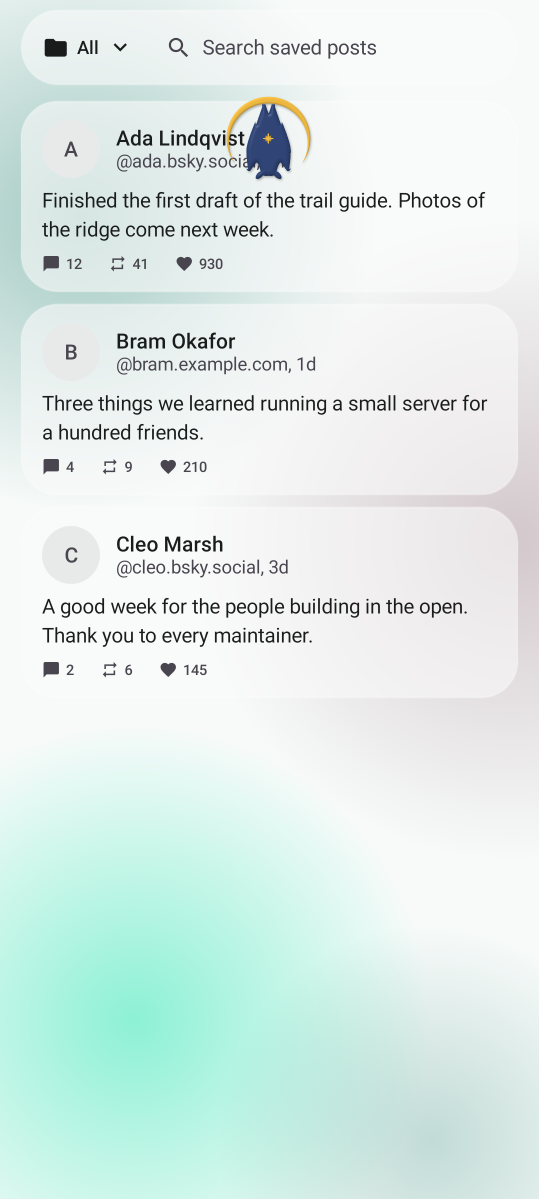 All
Search saved posts
A
Ada Lindqvist
@ada.bsky.social
Finished the first draft of the trail guide. Photos of
the ridge come next week.
12 41 930
B
Bram Okafor
@bram.example.com, 1d
Three things we learned running a small server for
a hundred friends.
4 9 210
C
Cleo Marsh
@cleo.bsky.social, 3d
A good week for the people building in the open.
Thank you to every maintainer.
2 6 145